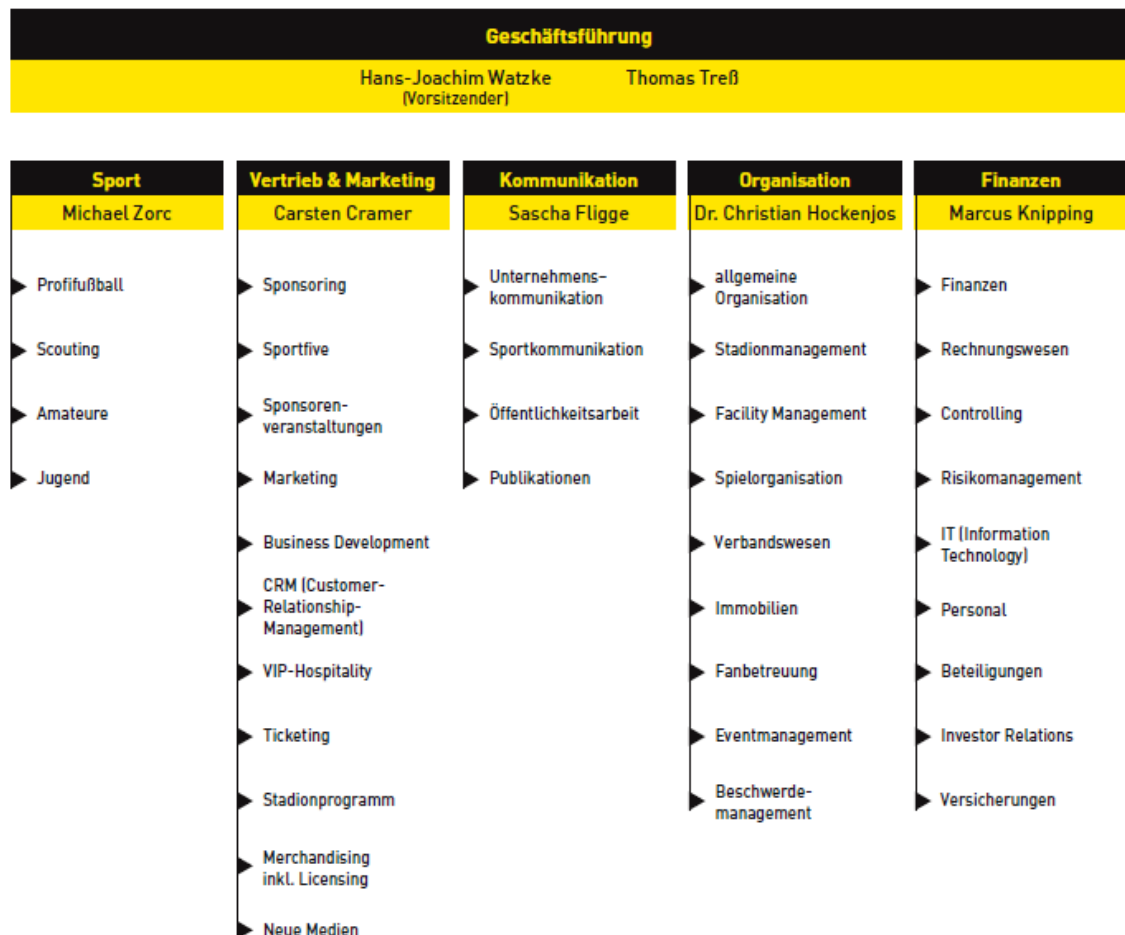 Geschäftsführung
Hans-Joachim Watzke
(Vorsitzender)
Thomas Treß
Sport
Michael Zorc
Profifußball
Scouting
Amateure
Jugend
Vertrieb & Marketing
Carsten Cramer
Sponsoring
Sportfive
Sponsoren-
veranstaltungen
Marketing
Business Development
CRM (Customer-
Relationship-
Management)
VIP-Hospitality
Ticketing
Stadionprogramm
Merchandising
inkl. Licensing
Neue Medien
Kommunikation
Sascha Fligge
Unternehmens-
kommunikation
Sportkommunikation
Öffentlichkeitsarbeit
Publikationen
Organisation
Dr. Christian Hockenjos
allgemeine
Organisation
Stadionmanagement
Facility Management
Spielorganisation
Verbandswesen
Immobilien
Fanbetreuung
Eventmanagement
Beschwerde-
management
Finanzen
Marcus Knipping
Finanzen
Rechnungswesen
Controlling
Risikomanagement
IT (Information
Technology)
Personal
Beteiligungen
Investor Relations
Versicherungen